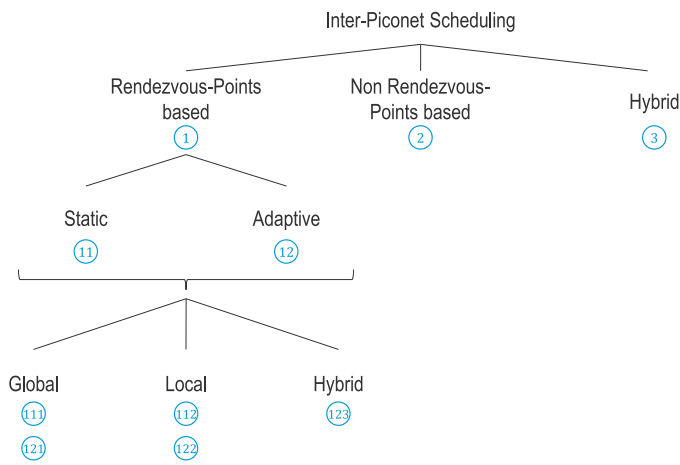 Inter-Piconet Scheduling
Rendezvous-Points
based
1
Non Rendezvous-
Points based
2
Hybrid
3
Static
11
Adaptive
12
Global
111
121
Local
112
122
Hybrid
123